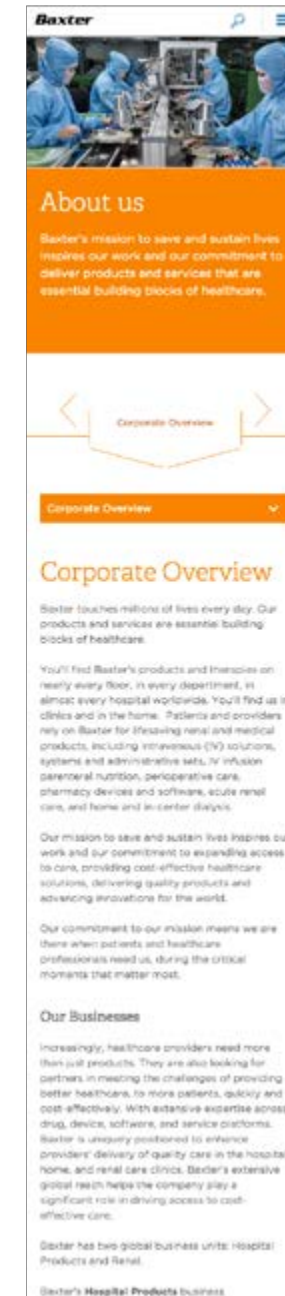 Baxter
About us
Baxter's mission to save and sustain lives
inspires our work and our commitment to
deliver products and services that are
essential building blocks of healthcare.
Corporate Overview
Corporate Overview
Corporate Overview
Baxter touches millions of lives every day. Our
products and services are essential building
blocks of healthcare.
You'll find Baxter's products and therapies on
nearly every floor, in every department, in
almost every hospital worldwide. You'll find us in
clinics and in the home. Patients and providers
rely on Baxter for lifesaving renal and medical
products, including intravenous (IV) solutions,
systems and administrative sets, IV infusion
parenteral nutrition, perioperative care,
pharmacy devices and software, acute renal
care, and home and in-center dialysis.
Our mission to save and sustain lives inspires our
work and our commitment to expanding access
to care, providing cost-effective healthcare
solutions, delivering quality products and
advancing innovations for the world.
Our commitment to our mission means we are
there when patients and healthcare
professionals need us, during the critical
moments that matter most.
Our Businesses
Increasingly, healthcare providers need more
than just products. They are also looking for
partners in meeting the challenges of providing
better healthcare, to more patients, quickly and
cost-effectively. With extensive expertise across
drug, device, software, and service platforms,
Baxter is uniquely positioned to enhance
providers' delivery of quality care in the hospital,
home, and renal care clinics. Baxter's extensive
global reach helps the company play a
significant role in driving access to cost-
effective care.
Baxter has two global business units: Hospital
Products and Renal.
Baxter's Hospital Products business